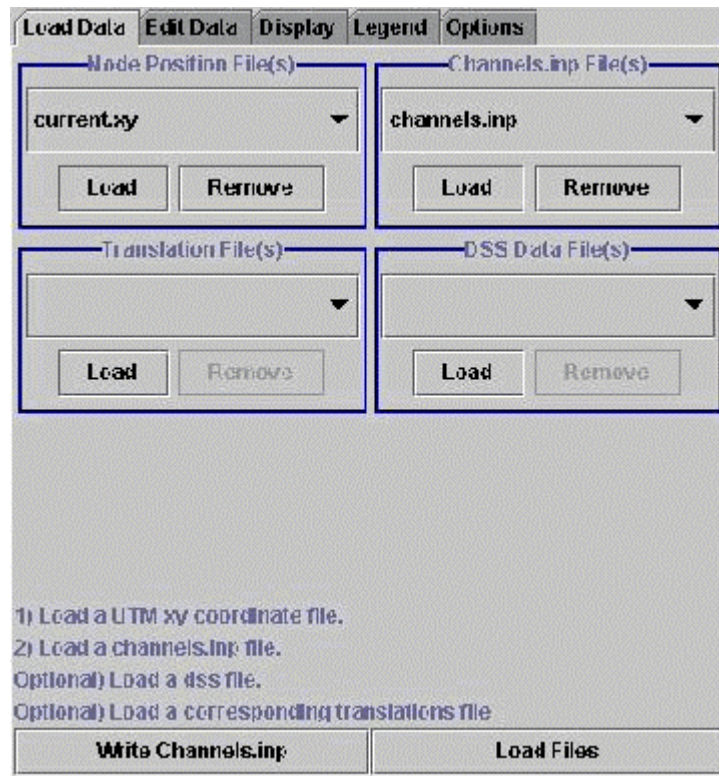 Load Data Edit Data Display Legend Options
Node Position File(s) Channels.inp File(s)
current.xy channels.inp
Load Remove Load Remove
Translation File(s) DSS Data File(s)
Load Remove Load Remove
1) Load a UTM xy coordinate file.
2) Load a channels.inp file.
Optional) Load a dss file.
Optional) Load a corresponding translations file
Write Channels.inp Load Files